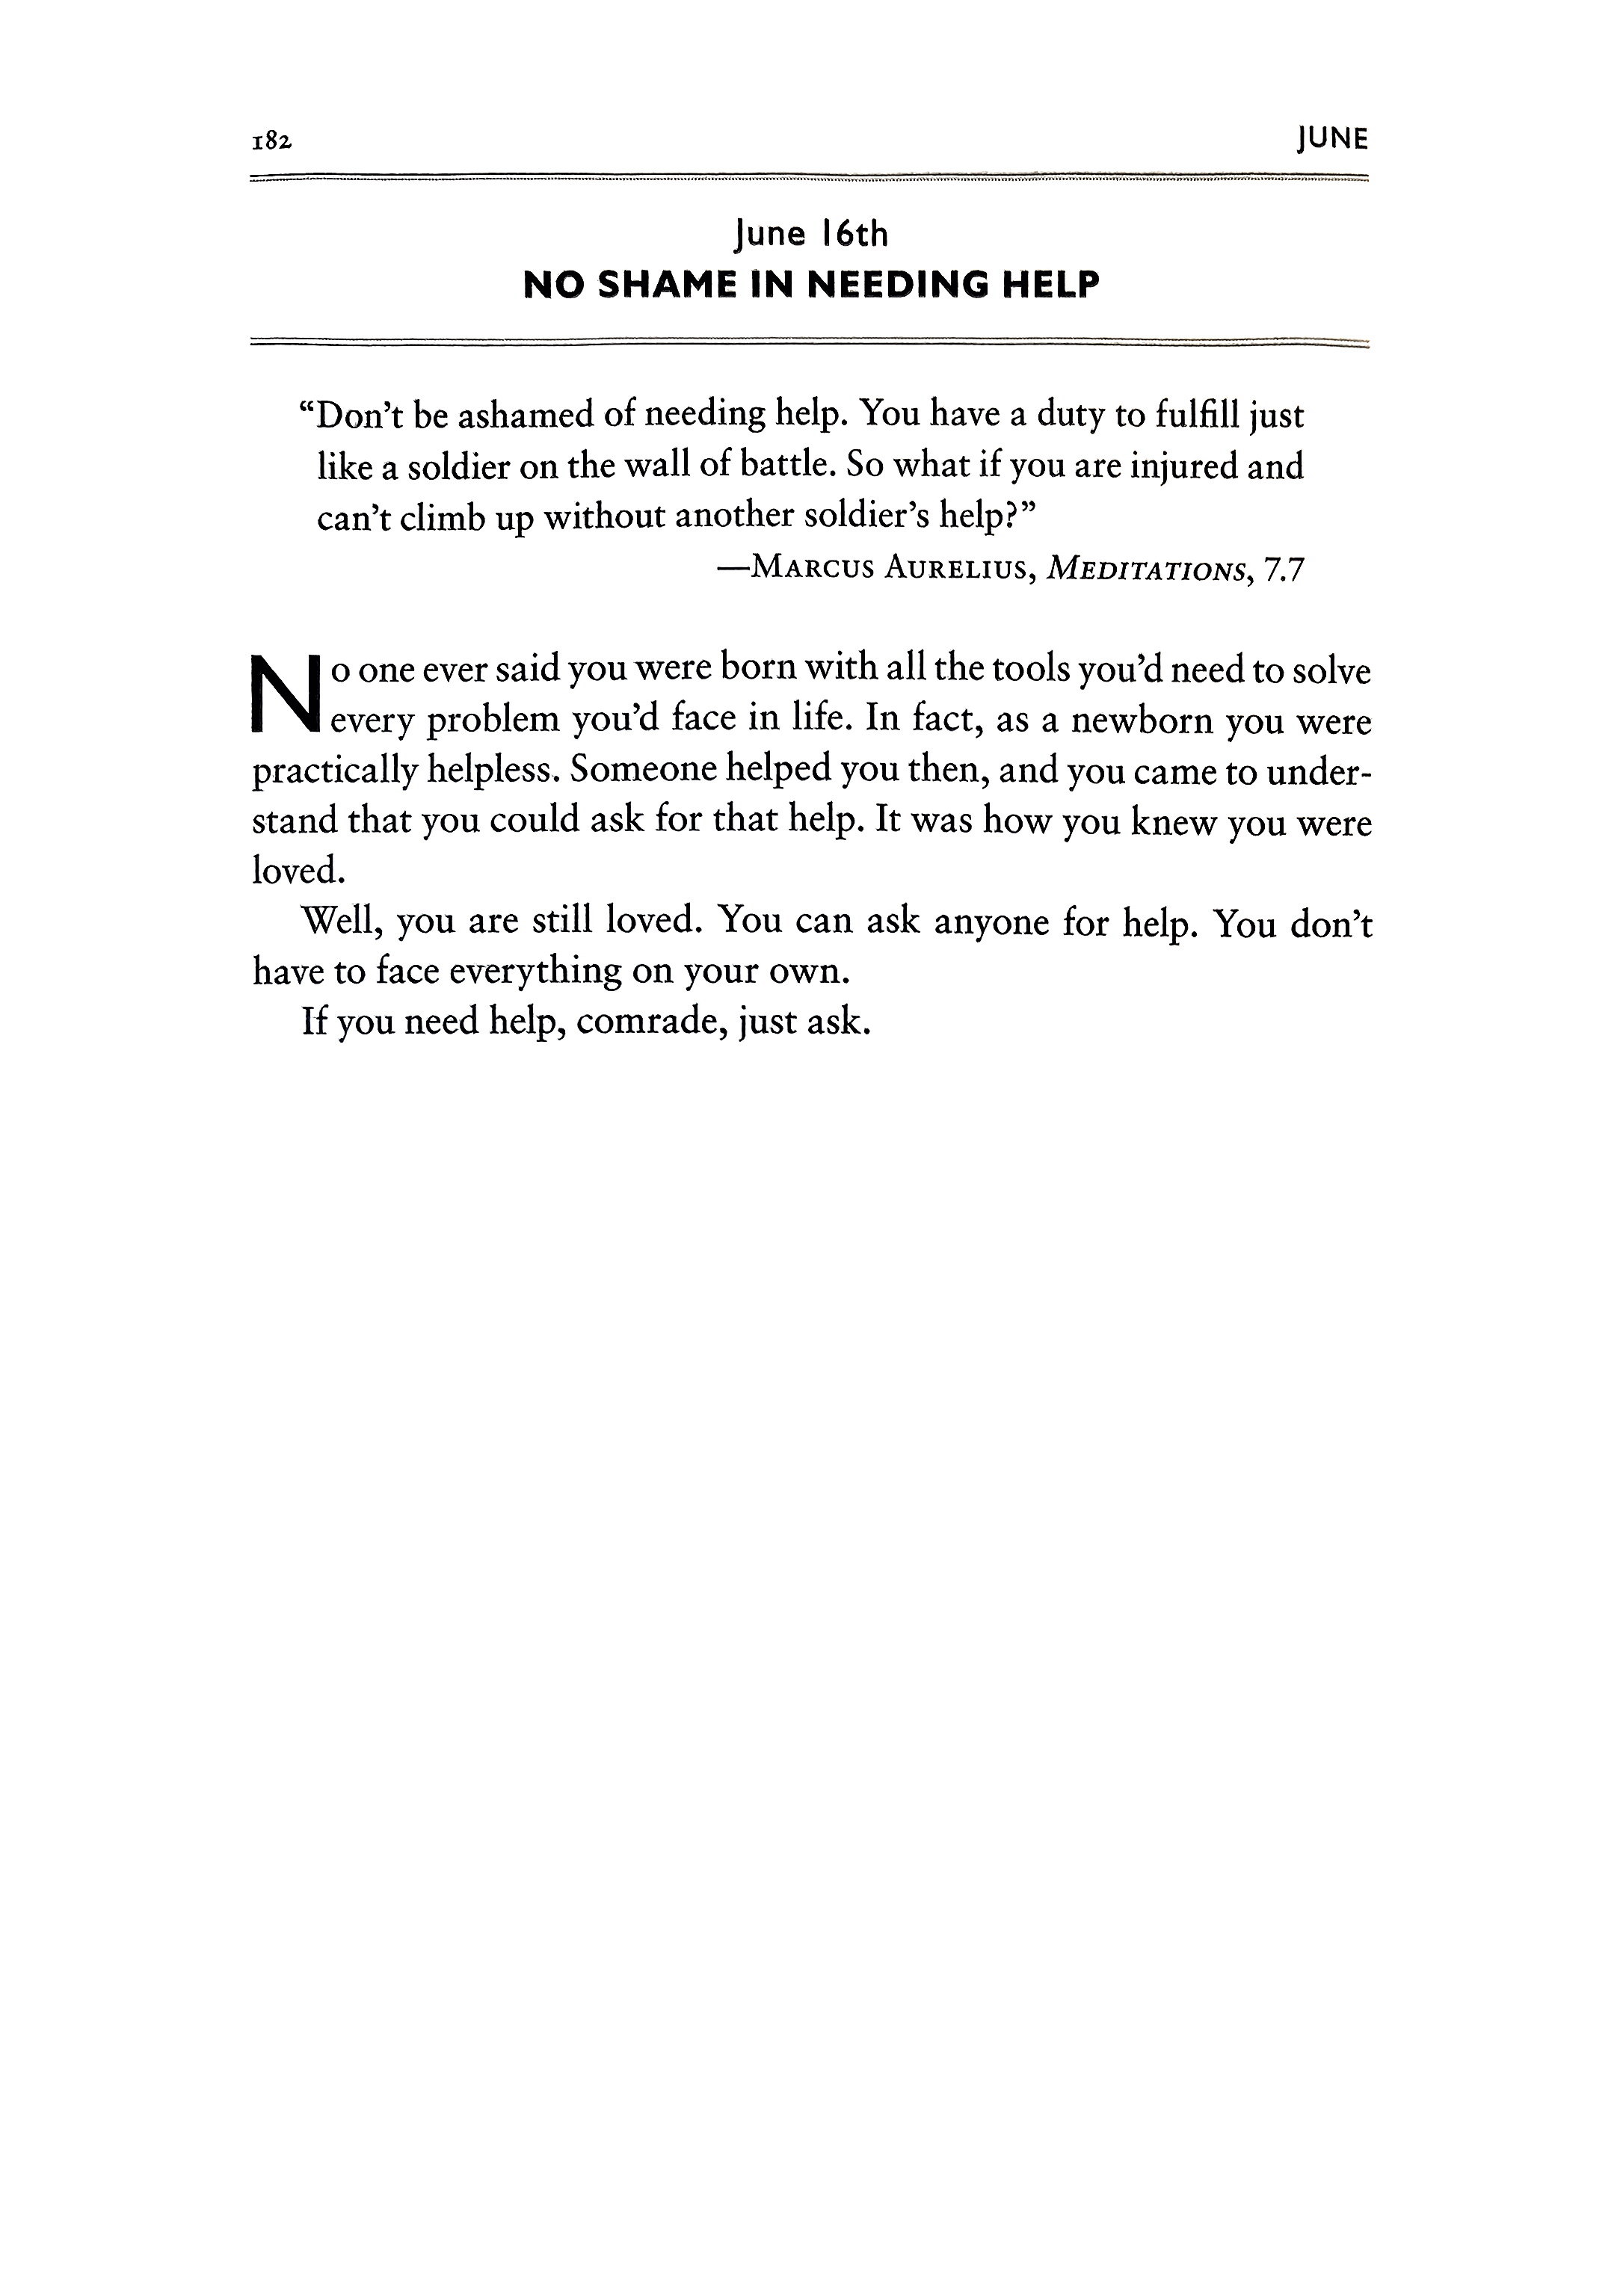 182 JUNE
June 16th
NO SHAME IN NEEDING HELP
“Don’t be ashamed of needing help. You have a duty to fulfill just
like a soldier on the wall of battle. So what if you are injured and
can’t climb up without another soldier’s help?”
—MARCUS AURELIUS, MEDITATIONS, 7.7
No one ever said you were born with all the tools you’d need to solve
every problem you’d face in life. In fact, as a newborn you were
practically helpless. Someone helped you then, and you came to under-
stand that you could ask for that help. It was how you knew you were
loved.
Well, you are still loved. You can ask anyone for help. You don’t
have to face everything on your own.
If you need help, comrade, just ask.